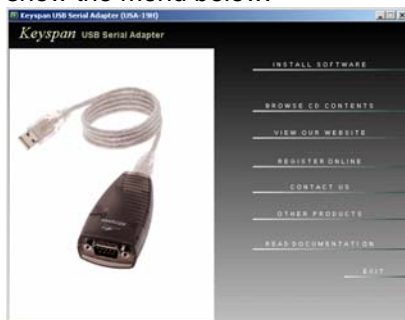 show the menu below.
Keyspan USB Serial Adapter (USA-19H)
Keyspan USB Serial Adapter
INSTALL SOFTWARE
BROWSE CD CONTENTS
VIEW OUR WEBSITE
REGISTER ONLINE
CONTACT US
OTHER PRODUCTS
READ DOCUMENTATION
EXIT